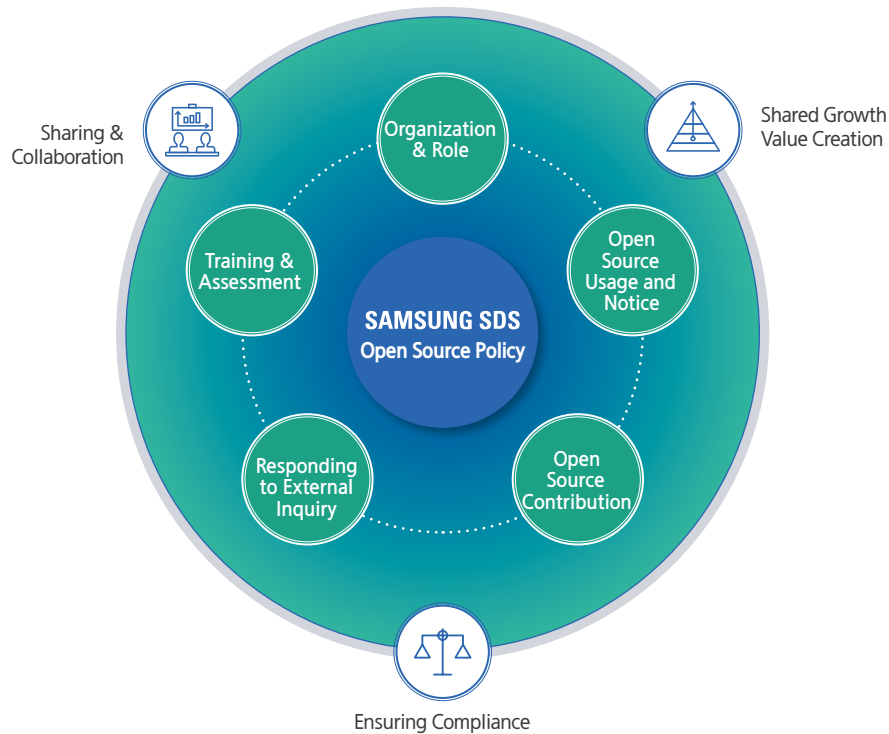 Sharing &
Collaboration
Shared Growth
Value Creation
Organization
& Role
Training &
Assessment
Open
Source
Usage and
Notice
SAMSUNG SDS
Open Source Policy
Responding
to External
Inquiry
Open
Source
Contribution
Ensuring Compliance